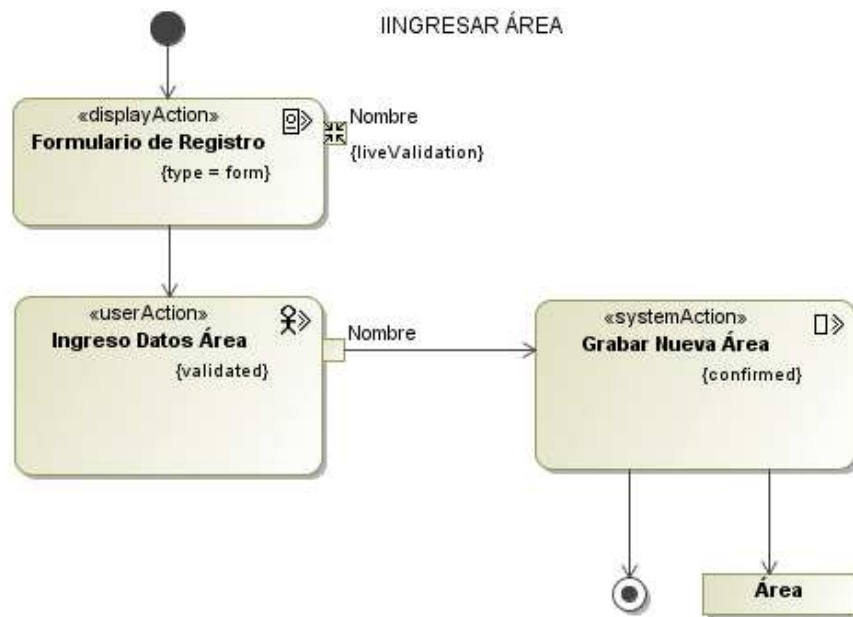 IINGRESAR ÁREA
«displayAction»
Formulario de Registro
{type = form}
Nombre
{liveValidation}
«userAction»
Ingreso Datos Área
{validated}
Nombre
«systemAction»
Grabar Nueva Área
{confirmed}
Área